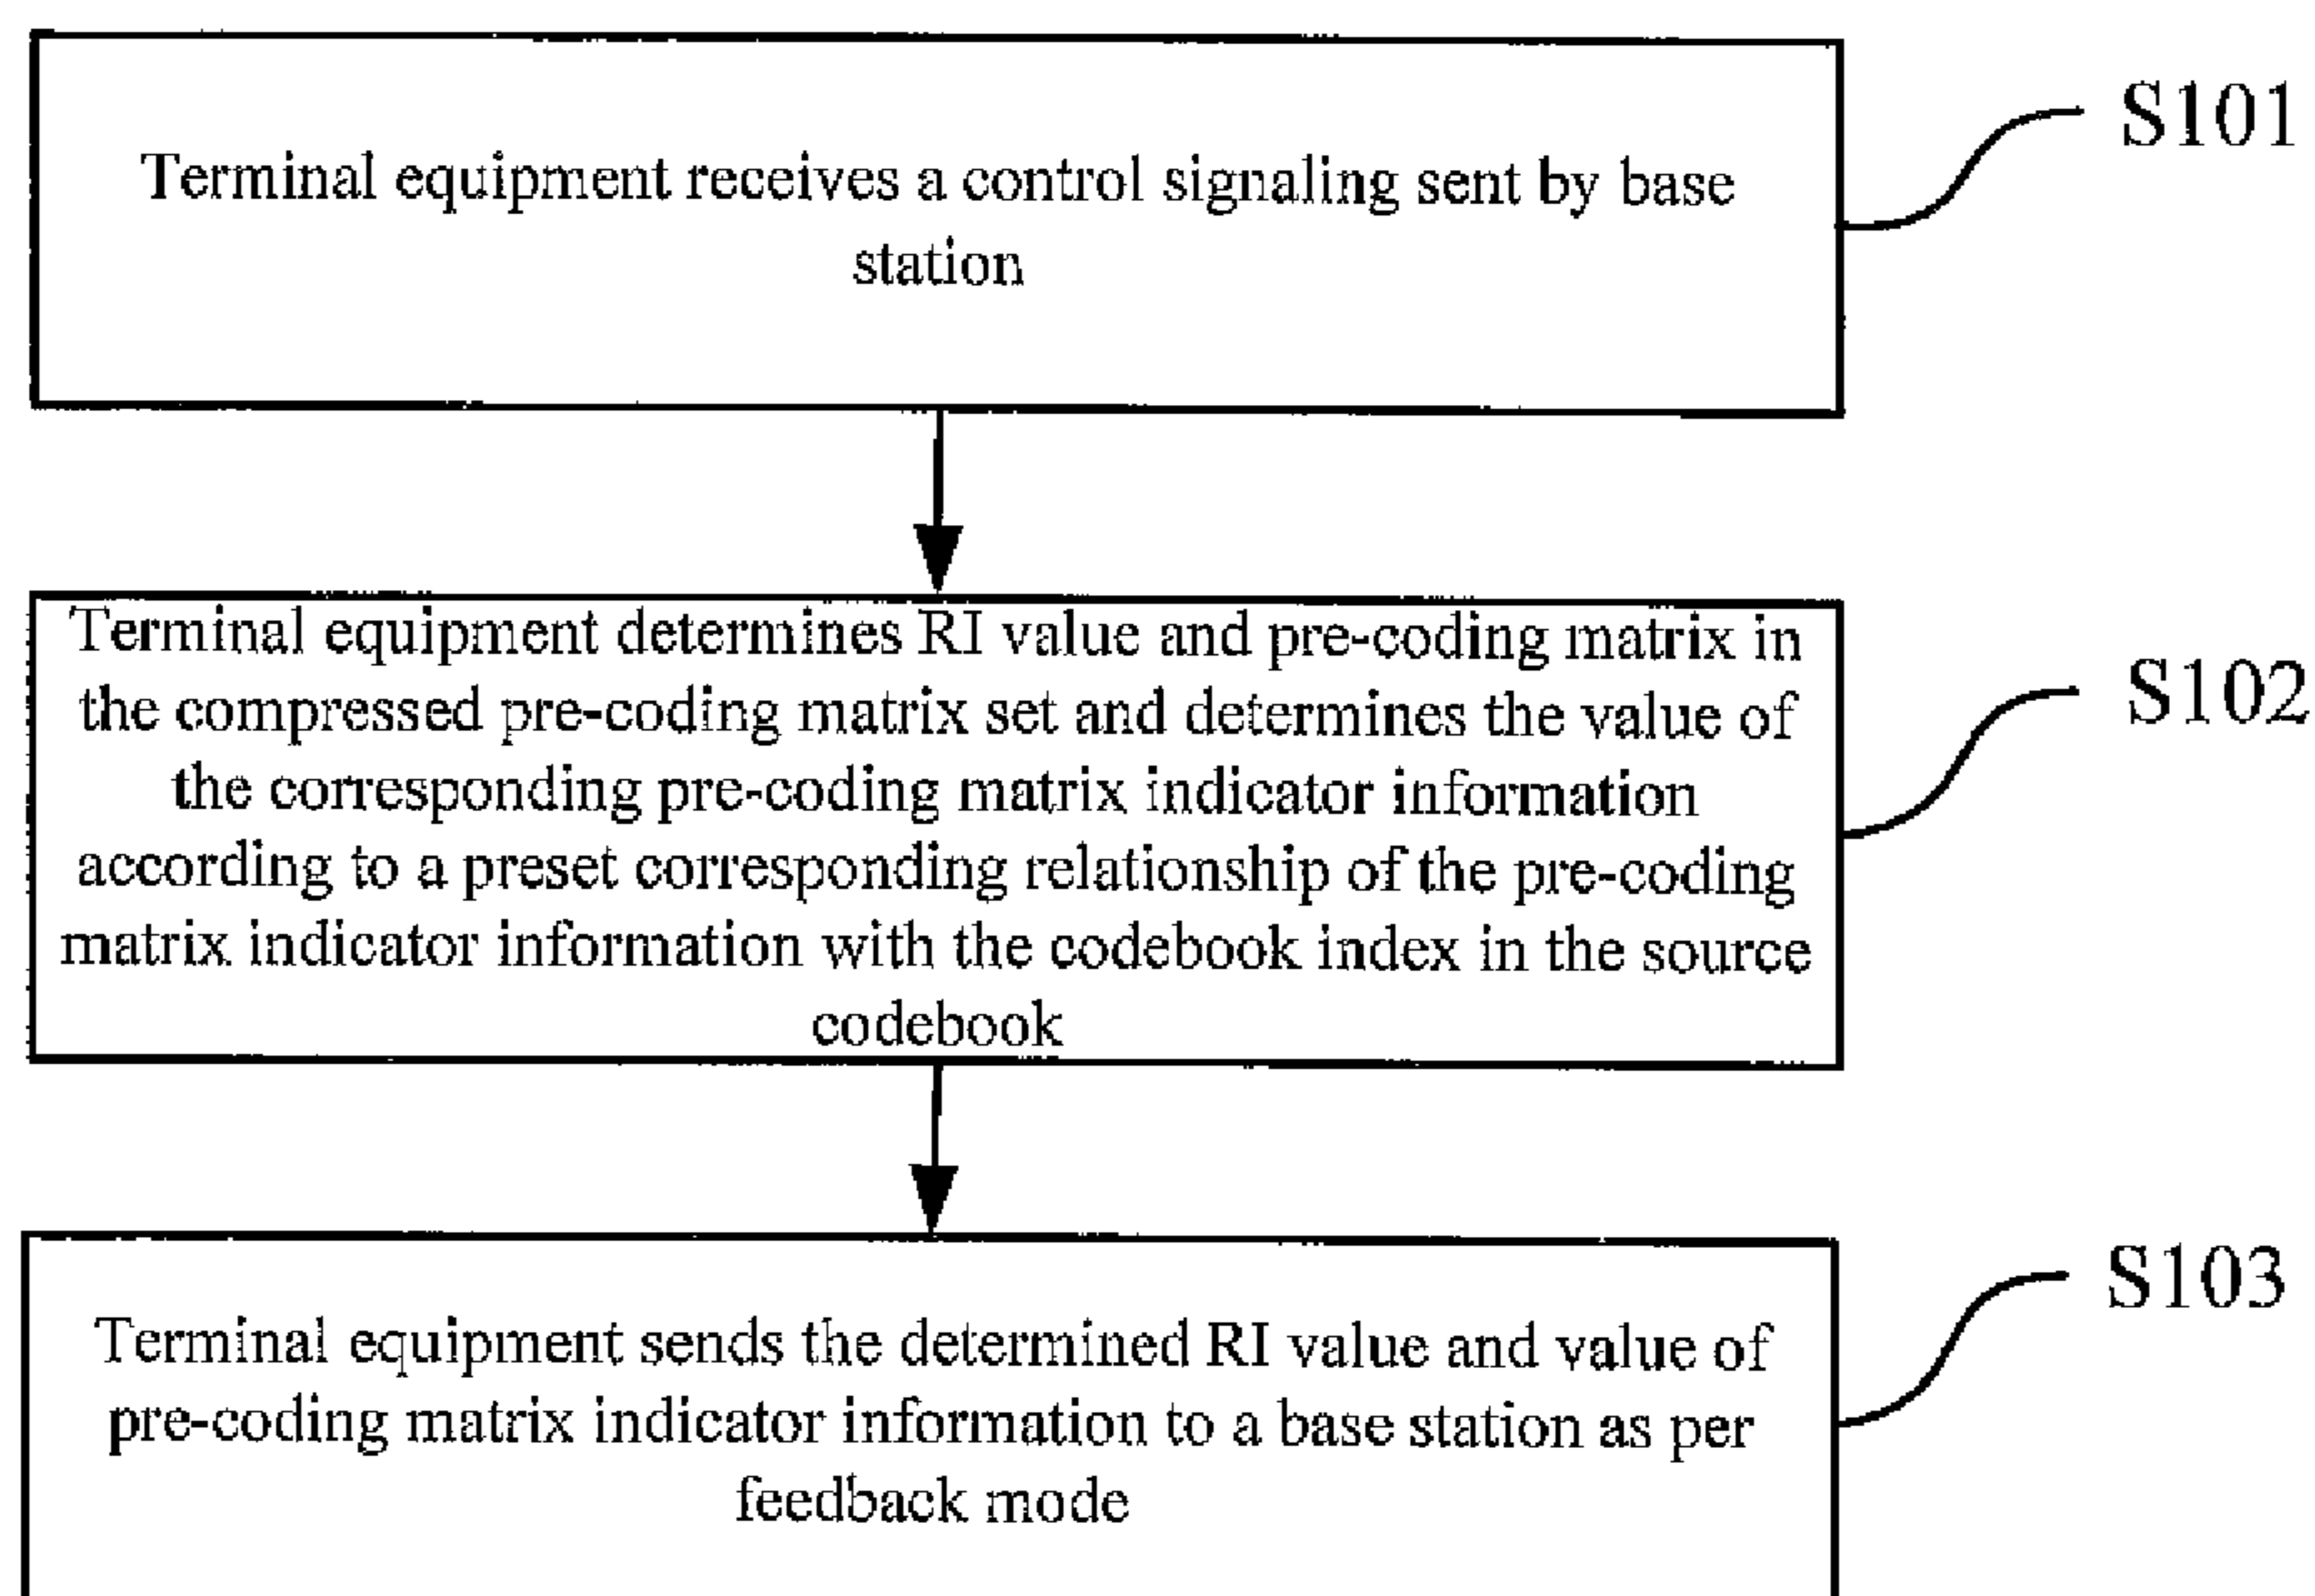 Terminal equipment receives a control signaling sent by base
station
S101
Terminal equipment determines RI value and pre-coding matrix in
the compressed pre-coding matrix set and determines the value of
the corresponding pre-coding matrix indicator information
according to a preset corresponding relationship of the pre-coding
matrix indicator information with the codebook index in the source
codebook
S102
Terminal equipment sends the determined RI value and value of
pre-coding matrix indicator information to a base station as per
feedback mode
S103